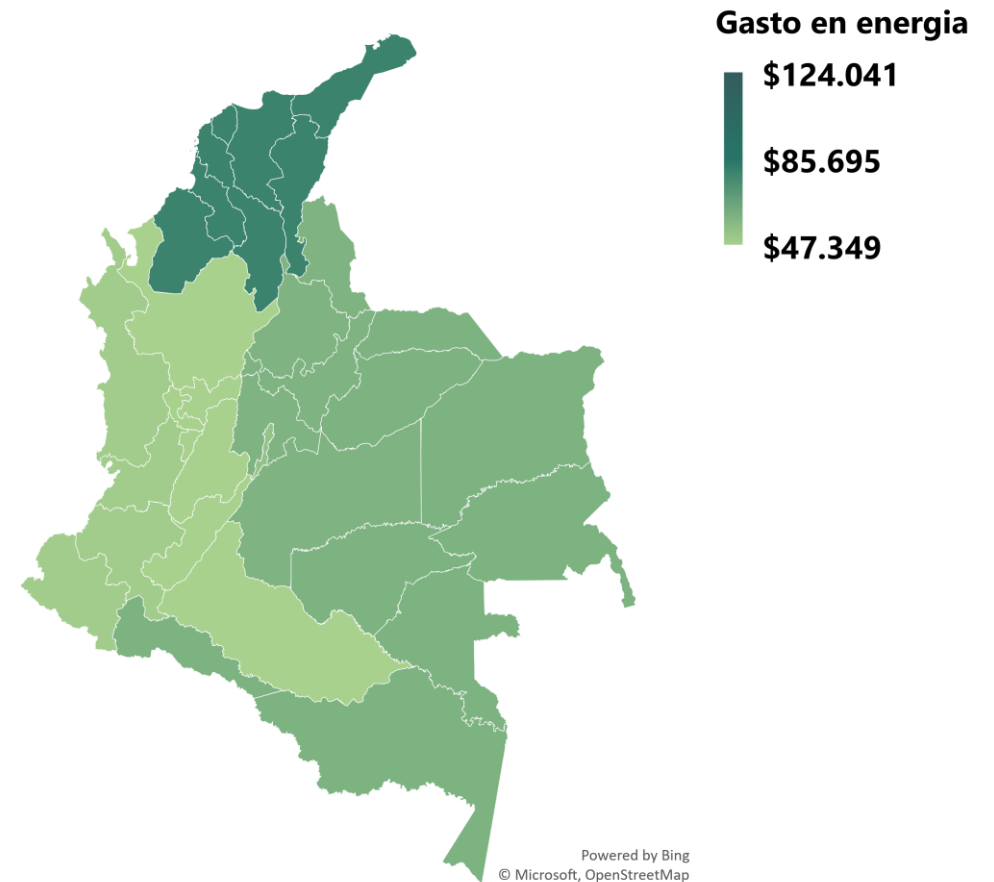 Gasto en energia
$124.041
$85.695
$47.349
Powered by Bing
© Microsoft, OpenStreetMap